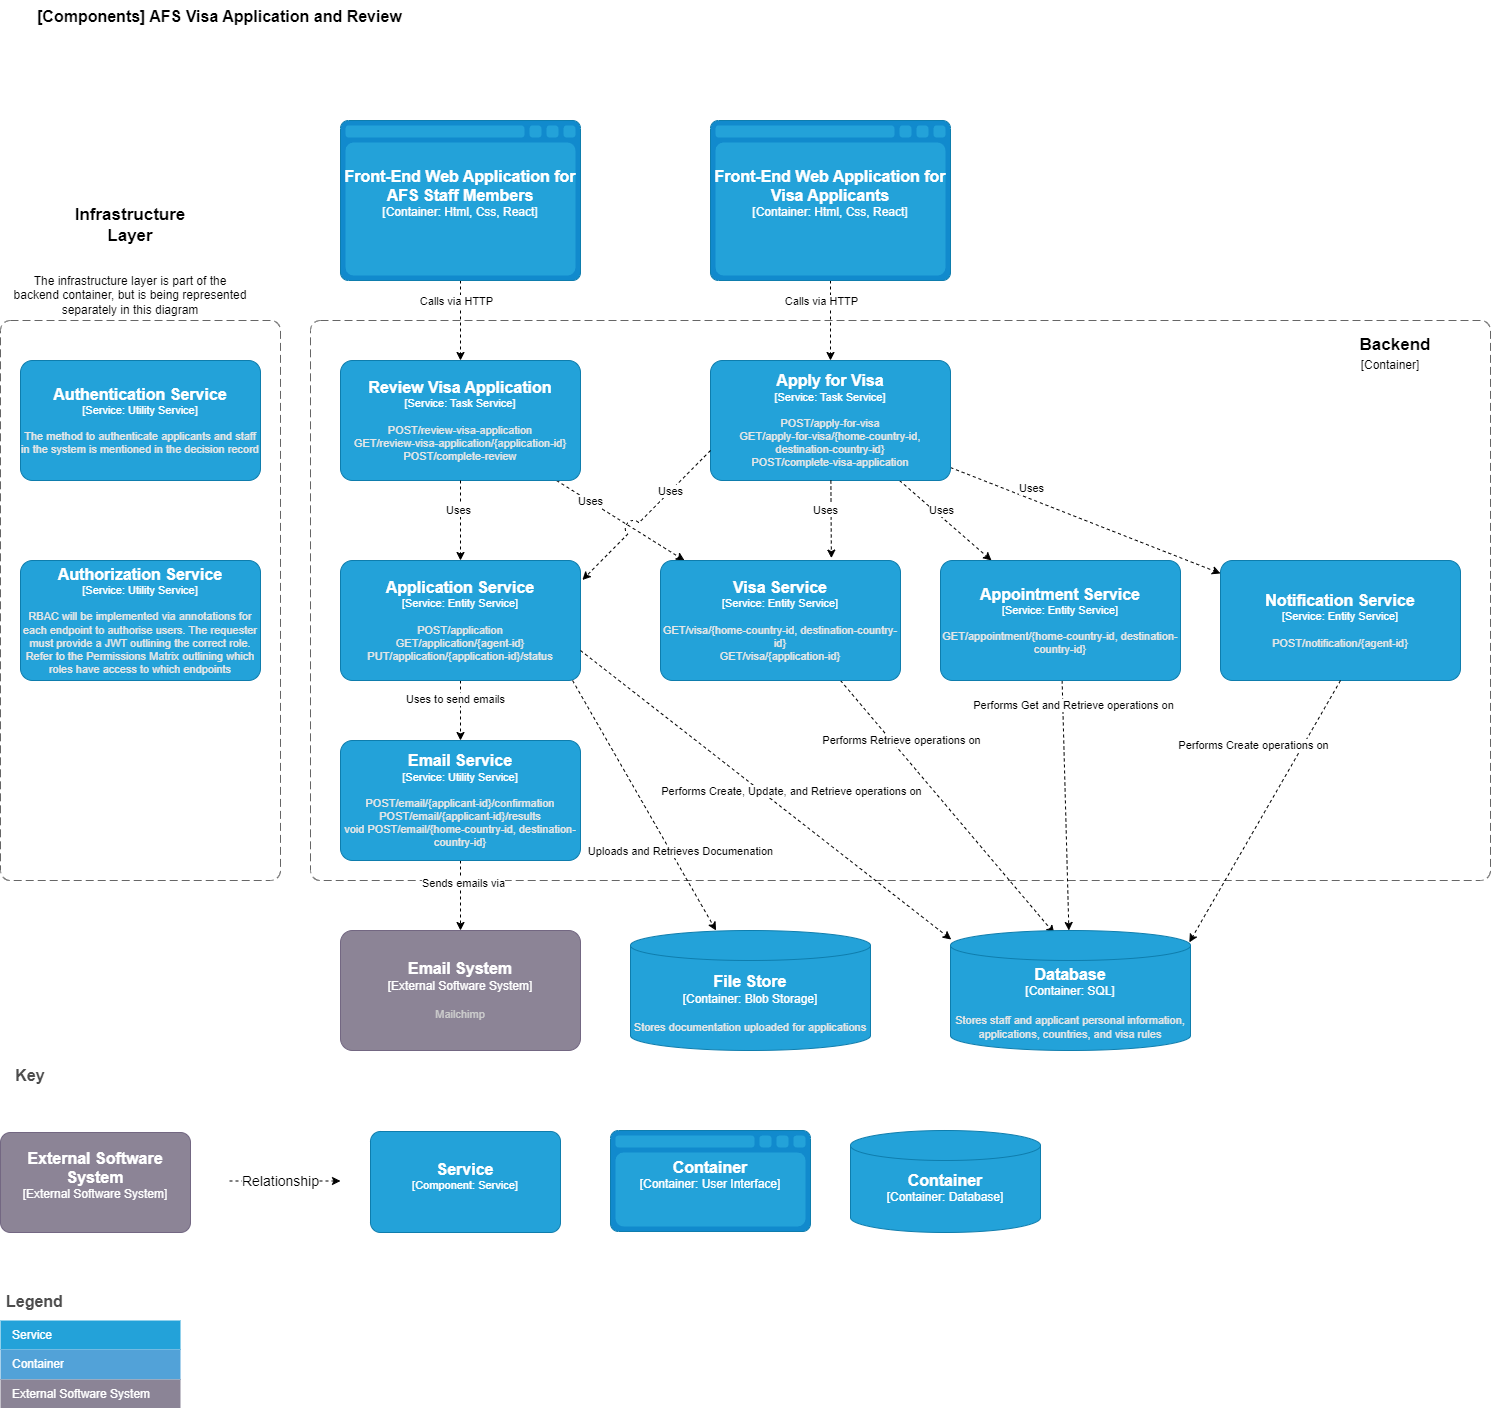 [Components] AFS Visa Application and Review
Front-End Web Application for
AFS Staff Members
[Container: Html, Css, React]
Front-End Web Application for
Visa Applicants
[Container: Html, Css, React]
Infrastructure
Layer
The infrastructure layer is part of the
backend container, but is being represented
separately in this diagram
Calls via HTTP
Calls via HTTP
Backend
[Container]
Authentication Service
[Service: Utility Service]
The method to authenticate applicants and staff
in the system is mentioned in the decision record
Review Visa Application
[Service: Task Service]
POST/review-visa-application
GET/review-visa-application/{application-id}
POST/complete-review
Apply for Visa
[Service: Task Service]
POST/apply-for-visa
GET/apply-for-visa/{home-country-id,
destination-country-id}
POST/complete-visa-application
Uses
Uses
Uses
Uses
Uses
Uses
Authorization Service
[Service: Utility Service]
RBAC will be implemented via annotations for
each endpoint to authorise users. The requester
must provide a JWT outlining the correct role.
Refer to the Permissions Matrix outlining which
roles have access to which endpoints
Application Service
[Service: Entity Service]
POST/application
GET/application/{agent-id}
PUT/application/{application-id}/status
Visa Service
[Service: Entity Service]
GET/visa/{home-country-id, destination-country-
id}
GET/visa/{application-id}
Appointment Service
[Service: Entity Service]
GET/appointment/{home-country-id, destination-
country-id}
Notification Service
[Service: Entity Service]
POST/notification/{agent-id}
Uses to send emails
Performs Get and Retrieve operations on
Performs Retrieve operations on
Performs Create operations on
Email Service
[Service: Utility Service]
POST/email/{applicant-id}/confirmation
POST/email/{applicant-id}/results
void POST/email/{home-country-id, destination-
country-id}
Performs Create, Update, and Retrieve operations on
Uploads and Retrieves Documenation
Sends emails via
Email System
[External Software System]
Mailchimp
File Store
[Container: Blob Storage]
Stores documentation uploaded for applications
Database
[Container: SQL]
Stores staff and applicant personal information,
applications, countries, and visa rules
Key
External Software
System
[External Software System]
Relationship
Service
[Component: Service]
Container
[Container: User Interface]
Container
[Container: Database]
Legend
Service
Container
External Software System